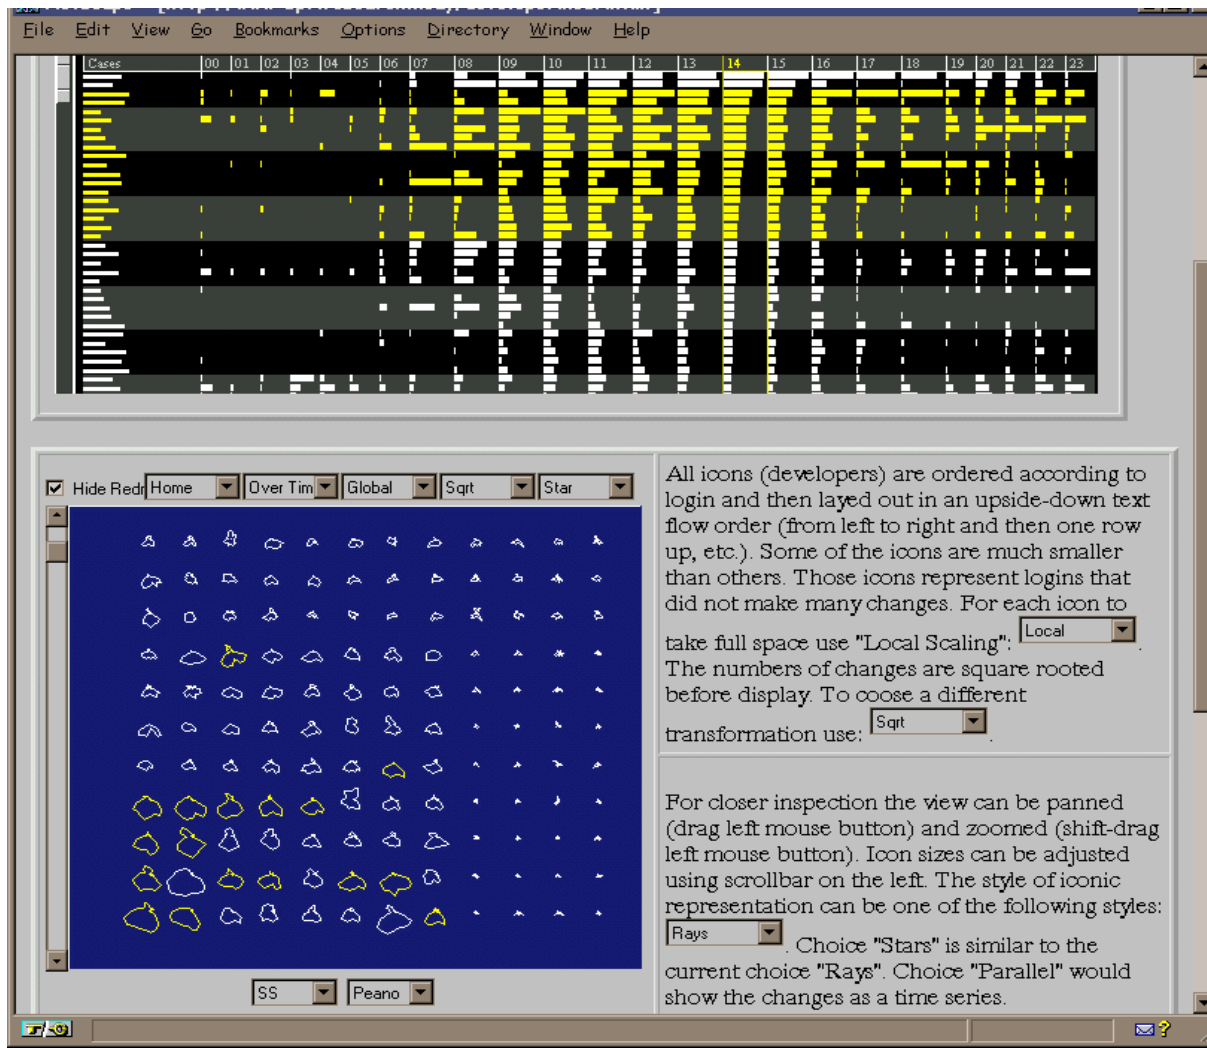 File Edit View Go Bookmarks Options Directory Window Help
Cases 00 01 02 03 04 05 06 07 08 09 10 11 12 13 14 15 16 17 18 19 20 21 22 23
Hide Redr Home Over Tim Global Sqrt Star
All icons (developers) are ordered according to
login and then layed out in an upside-down text
flow order (from left to right and then one row
up, etc.). Some of the icons are much smaller
than others. Those icons represent logins that
did not make many changes. For each icon to
take full space use "Local Scaling": Local .
The numbers of changes are square rooted
before display. To coose a different
transformation use: Sqrt .
For closer inspection the view can be panned
(drag left mouse button) and zoomed (shift-drag
left mouse button). Icon sizes can be adjusted
using scrollbar on the left. The style of iconic
representation can be one of the following styles:
Rays . Choice "Stars" is similar to the
current choice "Rays". Choice "Parallel" would
show the changes as a time series.
SS Peano